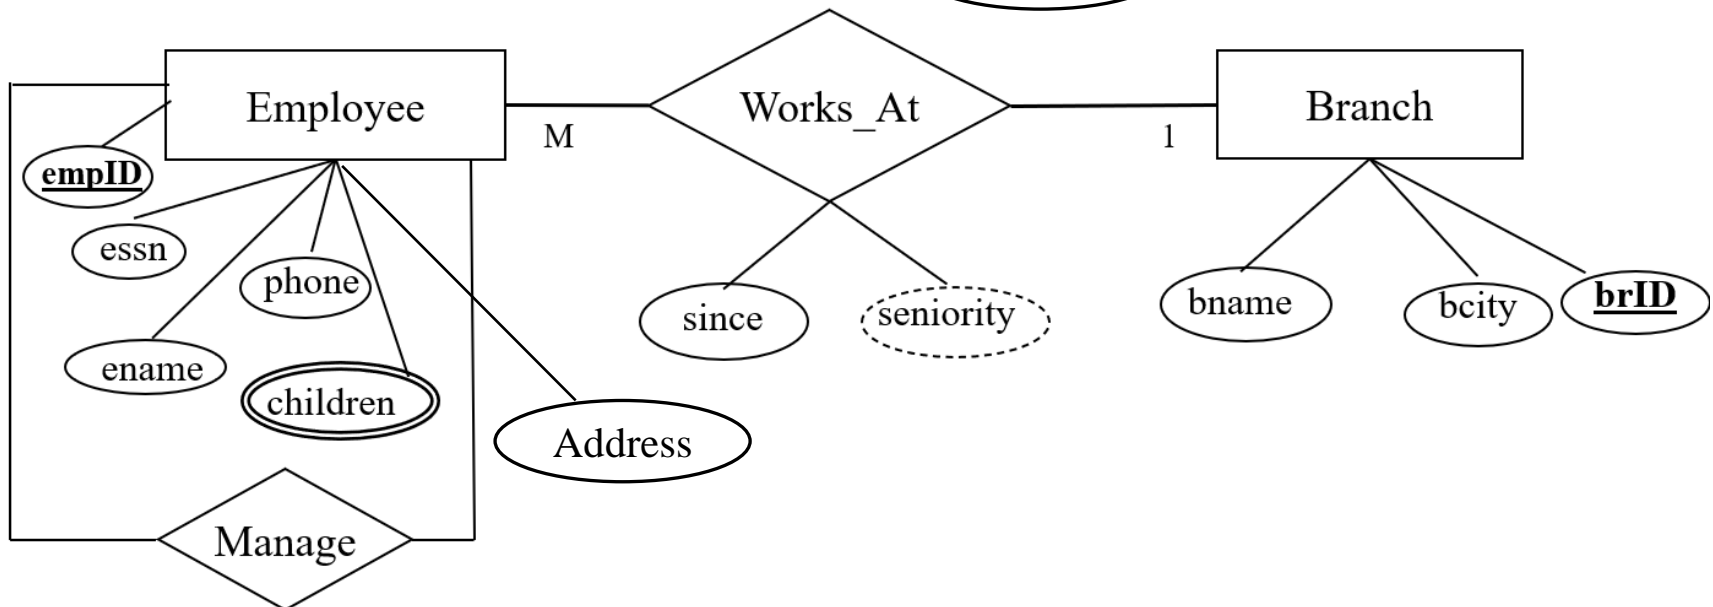 Employee
Works_At
Branch
M
1
empID
essn
phone
ename
children
Address
since
seniority
bname
bcity
brID
Manage